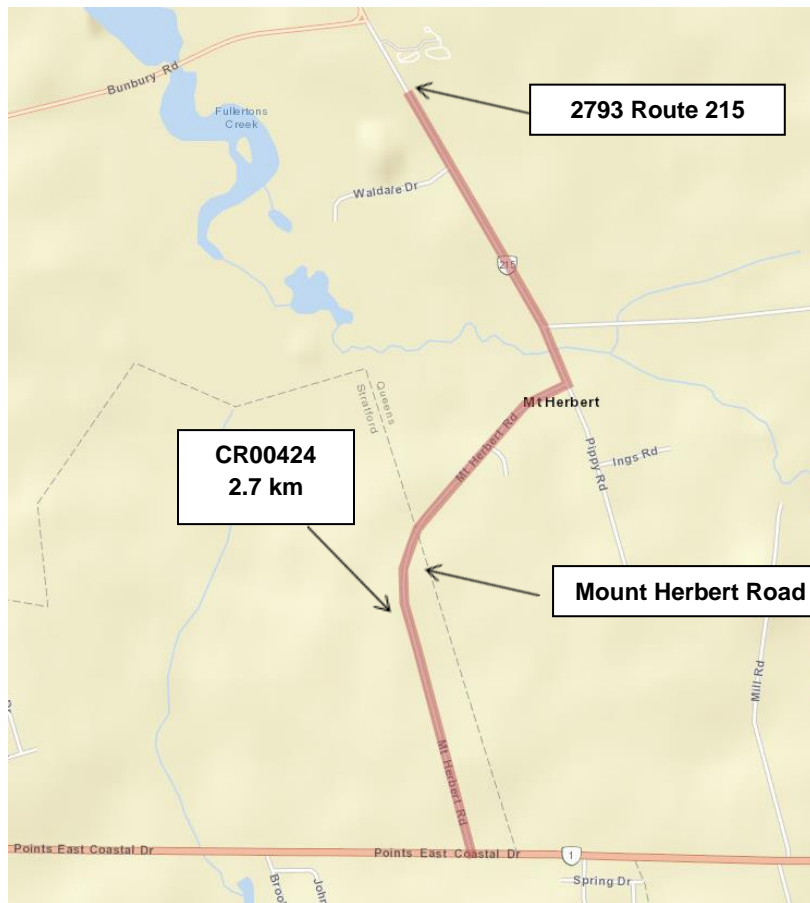 Bunbury Rd
Fullertons
Creek
2793 Route 215
Waldale Dr
215
Mt Herbert
Queens
Stratford
Mt Herbert Rd
Pippy Rd
Ings Rd
CR00424
2.7 km
Mount Herbert Road
Mill Rd
Mt Herbert Rd
Points East Coastal Dr
Points East Coastal Dr
1
Spring Dr
Brook
John